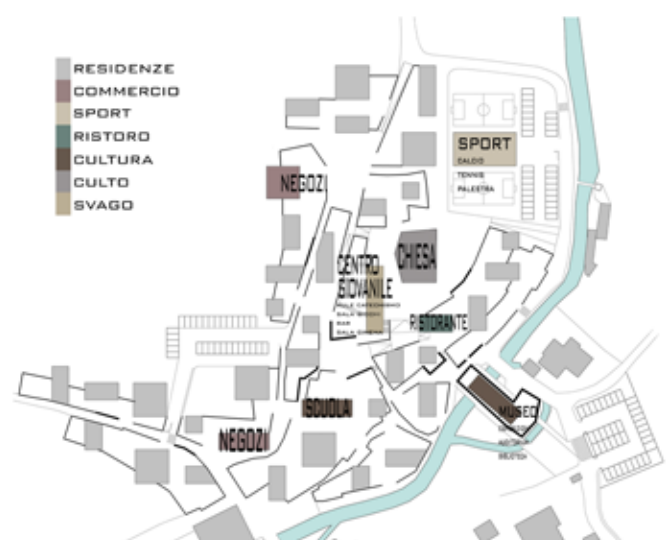 RESIDENZE
COMMERCIO
SPORT
RISTORO
CULTURA
CULTO
SVAGO
SPORT
CALCIO
TENNIS
PALESTRA
NEGOZI
CHIESA
CENTRO
GIOVANILE
BAR
RISTORANTE
SCUOLA
MUSEO
NEGOZI